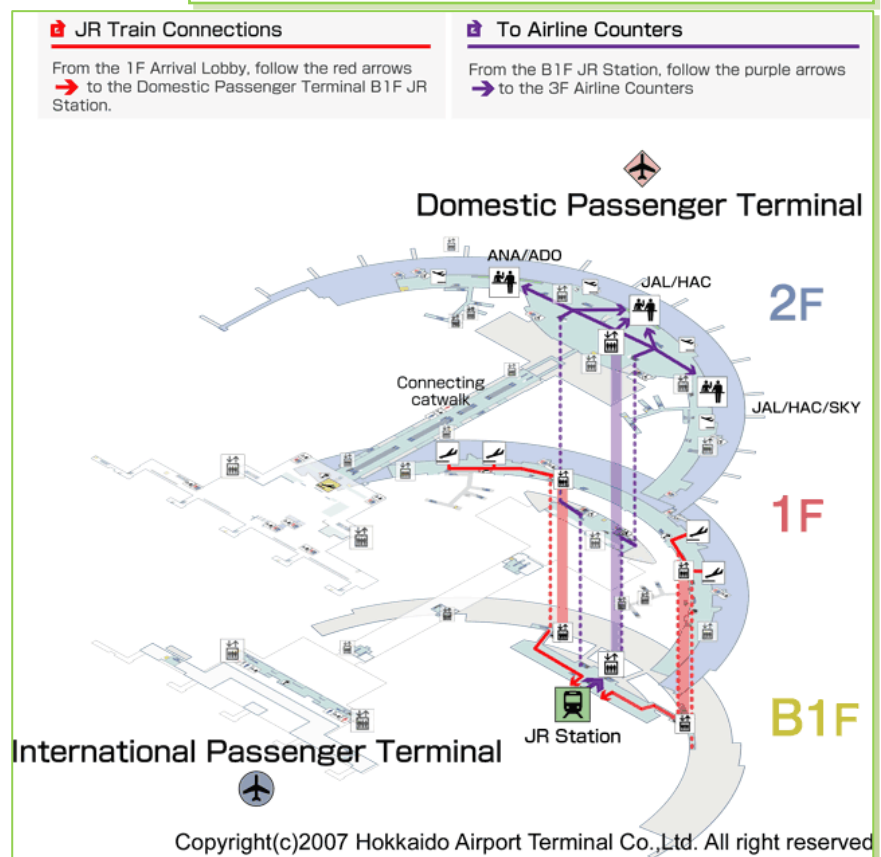 JR Train Connections
From the 1F Arrival Lobby, follow the red arrows
to the Domestic Passenger Terminal B1F JR
Station.
To Airline Counters
From the B1F JR Station, follow the purple arrows
to the 3F Airline Counters
Domestic Passenger Terminal
ANA/ADO
JAL/HAC
2F
Connecting
catwalk
JAL/HAC/SKY
1F
JR Station
B1F
International Passenger Terminal
Copyright(c)2007 Hokkaido Airport Terminal Co.,Ltd. All right reserved